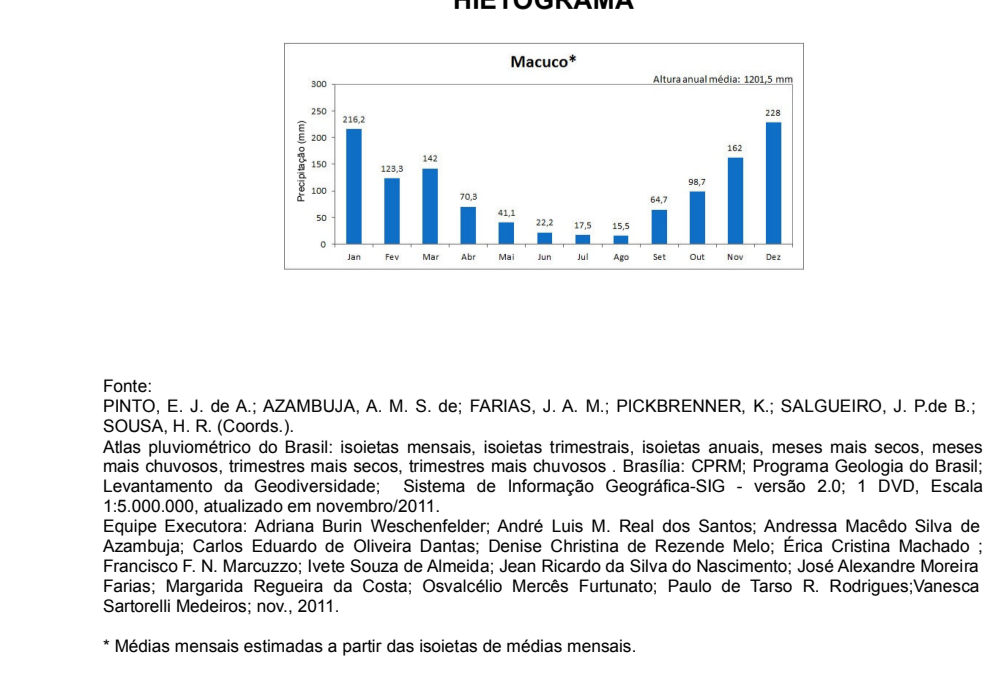 HIETOGRAMA
Macuco*
Altura anual média: 1201,5 mm
Precipitação (mm)
300
250
200
150
100
50
0
216,2
123,3
142
70,3
41,1
22,2
17,5
15,5
64,7
98,7
162
228
Jan Fev Mar Abr Mai Jun Jul Ago Set Out Nov Dez
Fonte:
PINTO, E. J. de A.; AZAMBUJA, A. M. S. de; FARIAS, J. A. M.; PICKBRENNER, K.; SALGUEIRO, J. P.de B.;
SOUSA, H. R. (Coords.).
Atlas pluviométrico do Brasil: isoietas mensais, isoietas trimestrais, isoietas anuais, meses mais secos, meses
mais chuvosos, trimestres mais secos, trimestres mais chuvosos . Brasília: CPRM; Programa Geologia do Brasil;
Levantamento da Geodiversidade; Sistema de Informação Geográfica-SIG - versão 2.0; 1 DVD, Escala
1:5.000.000, atualizado em novembro/2011.
Equipe Executora: Adriana Burin Weschenfelder; André Luis M. Real dos Santos; Andressa Macêdo Silva de
Azambuja; Carlos Eduardo de Oliveira Dantas; Denise Christina de Rezende Melo; Érica Cristina Machado ;
Francisco F. N. Marcuzzo; Ivete Souza de Almeida; Jean Ricardo da Silva do Nascimento; José Alexandre Moreira
Farias; Margarida Regueira da Costa; Osvalcélio Mercês Furtunato; Paulo de Tarso R. Rodrigues;Vanesca
Sartorelli Medeiros; nov., 2011.
* Médias mensais estimadas a partir das isoietas de médias mensais.